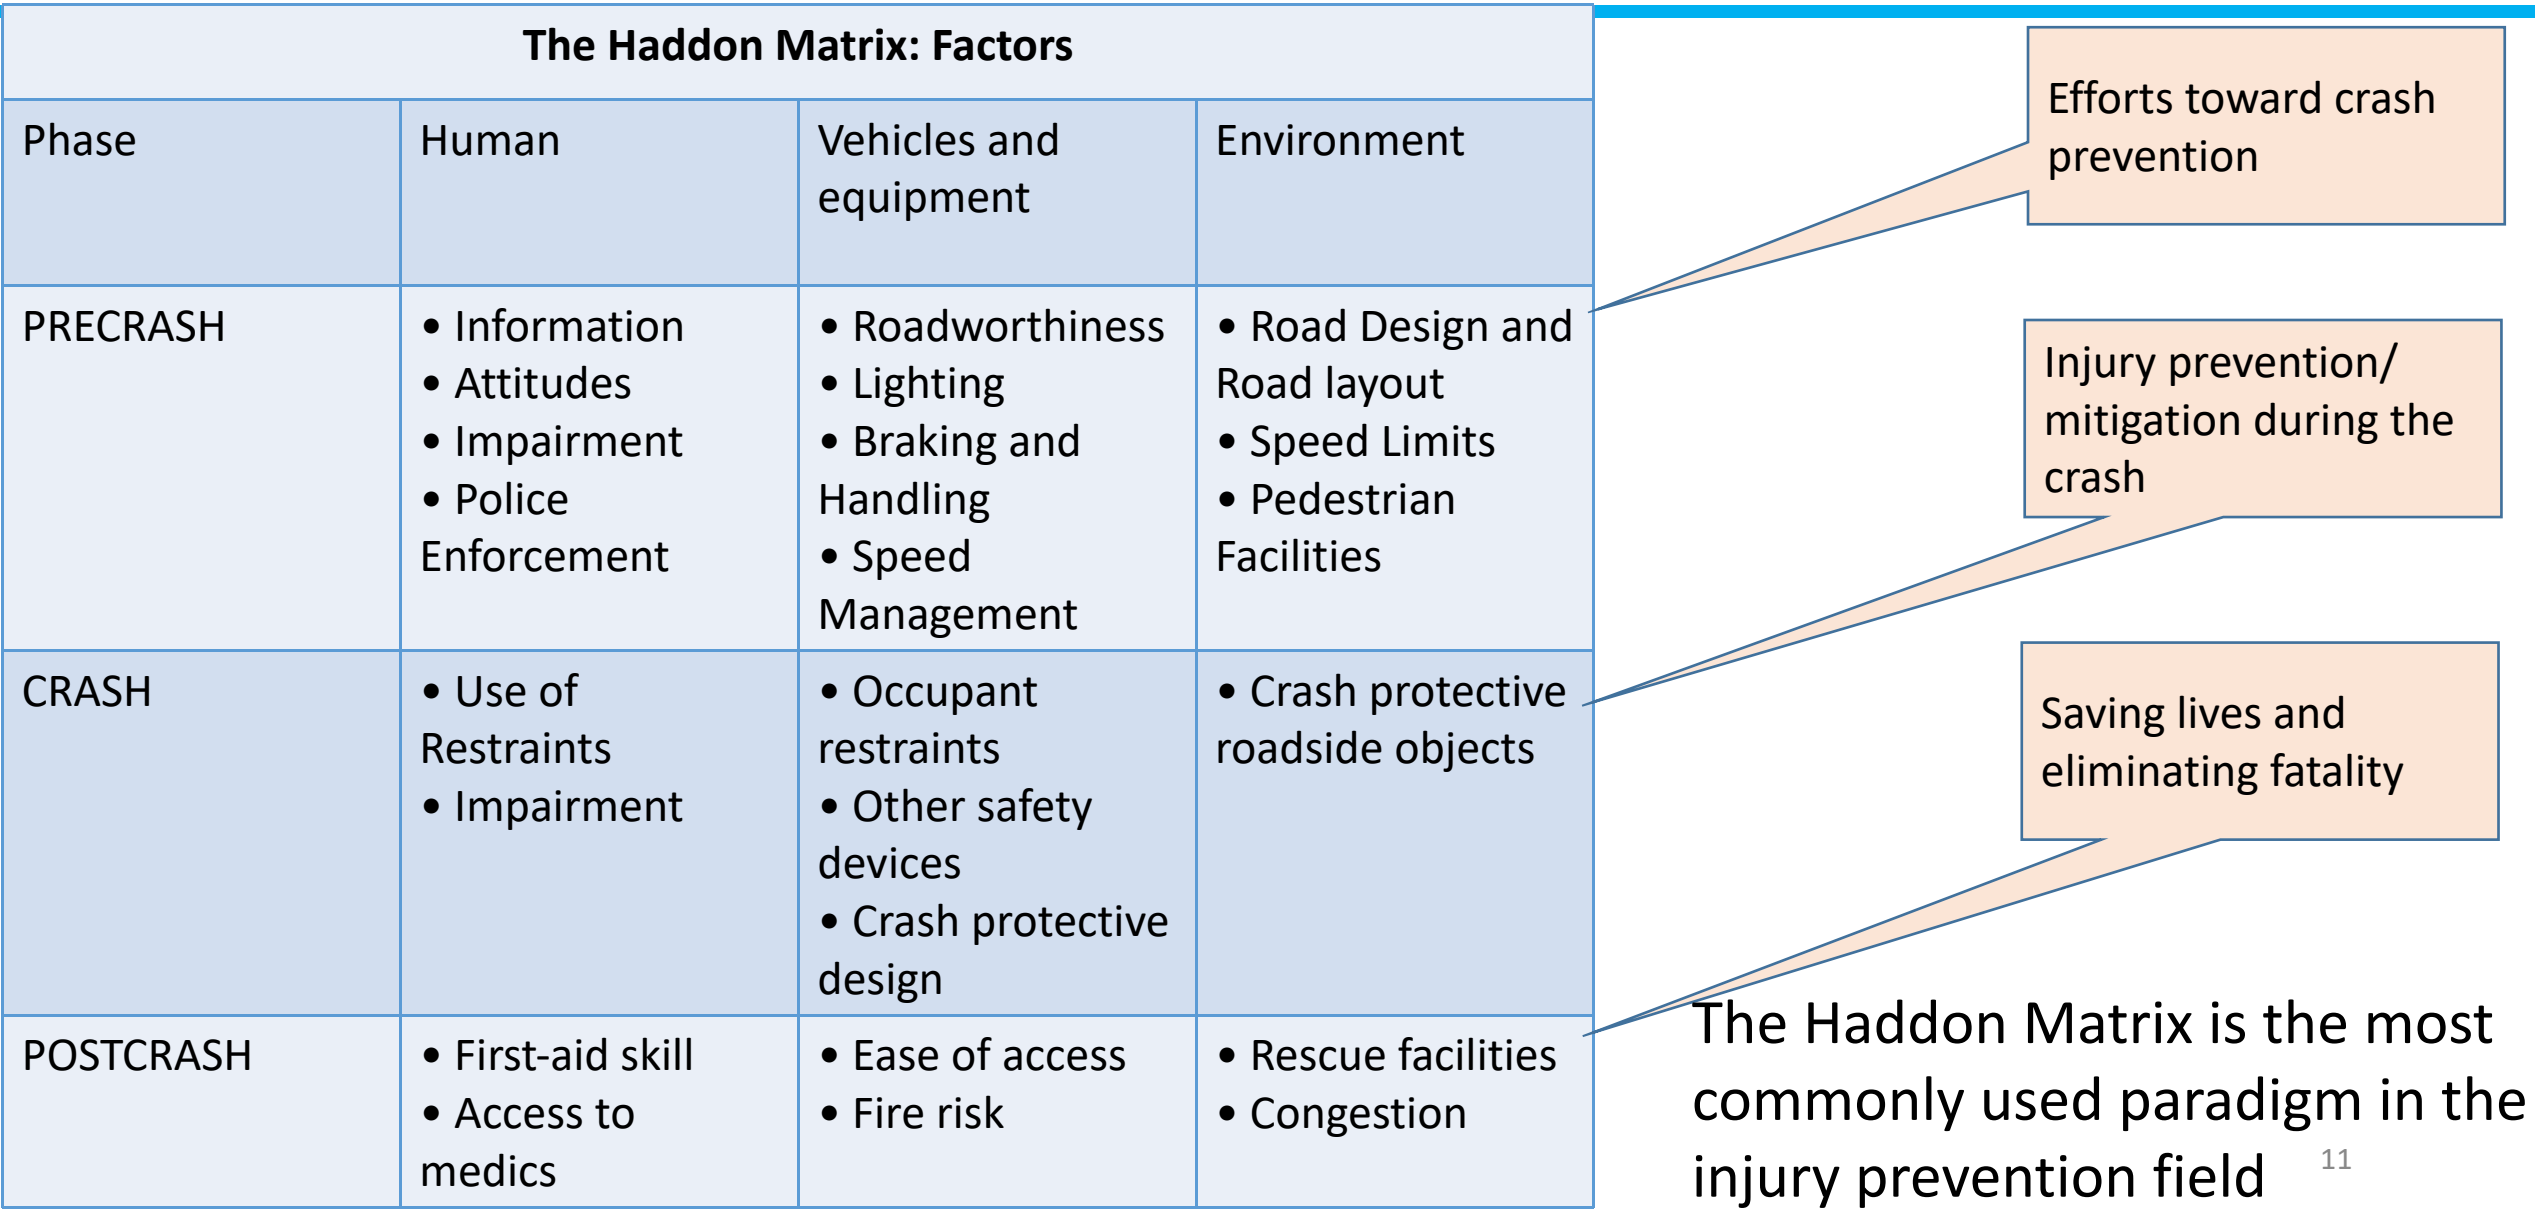 The Haddon Matrix: Factors
Phase
Human
Vehicles and
equipment
Environment
PRECRASH
• Information
• Attitudes
• Impairment
• Police
Enforcement
• Roadworthiness
• Lighting
• Braking and
Handling
• Speed
Management
• Road Design and
Road layout
• Speed Limits
• Pedestrian
Facilities
CRASH
• Use of
Restraints
• Impairment
• Occupant
restraints
• Other safety
devices
• Crash protective
design
• Crash protective
roadside objects
POSTCRASH
• First-aid skill
• Access to
medics
• Ease of access
• Fire risk
• Rescue facilities
• Congestion
Efforts toward crash
prevention
Injury prevention/
mitigation during the
crash
Saving lives and
eliminating fatality
The Haddon Matrix is the most
commonly used paradigm in the
injury prevention field
11